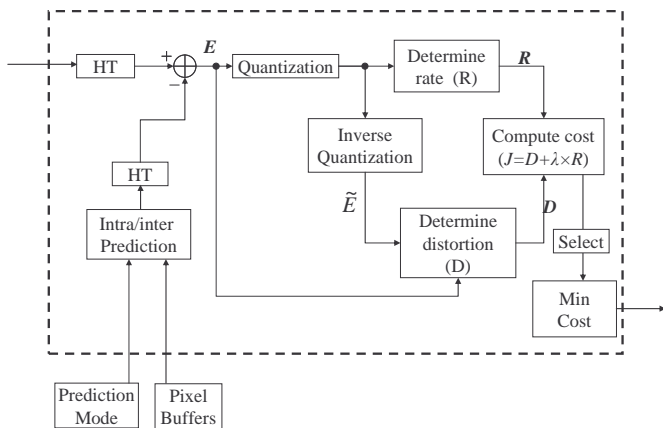 HT
+
−
E
Quantization
Determine
rate (R)
R
Inverse
Quantization
Compute cost
(J=D+λ×R)
HT
Ẽ
Intra/inter
Prediction
Determine
distortion
(D)
D
Select
Min
Cost
Prediction
Mode
Pixel
Buffers